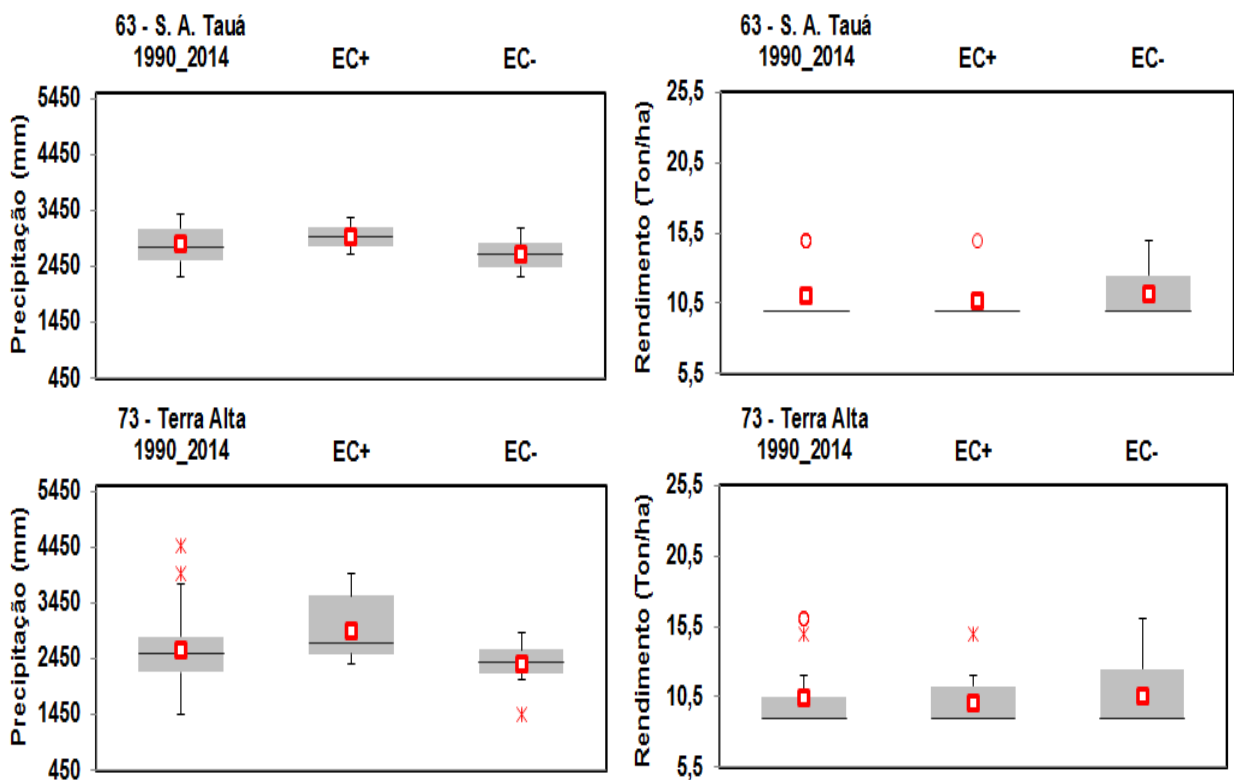 63 - S. A. Tauá
1990_2014 EC+ EC-
Precipitação (mm)
5450
4450
3450
2450
1450
450
63 - S. A. Tauá
1990_2014 EC+ EC-
Rendimento (Ton/ha)
25,5
20,5
15,5
10,5
5,5
73 - Terra Alta
1990_2014 EC+ EC-
Precipitação (mm)
5450
4450
3450
2450
1450
450
73 - Terra Alta
1990_2014 EC+ EC-
Rendimento (Ton/ha)
25,5
20,5
15,5
10,5
5,5